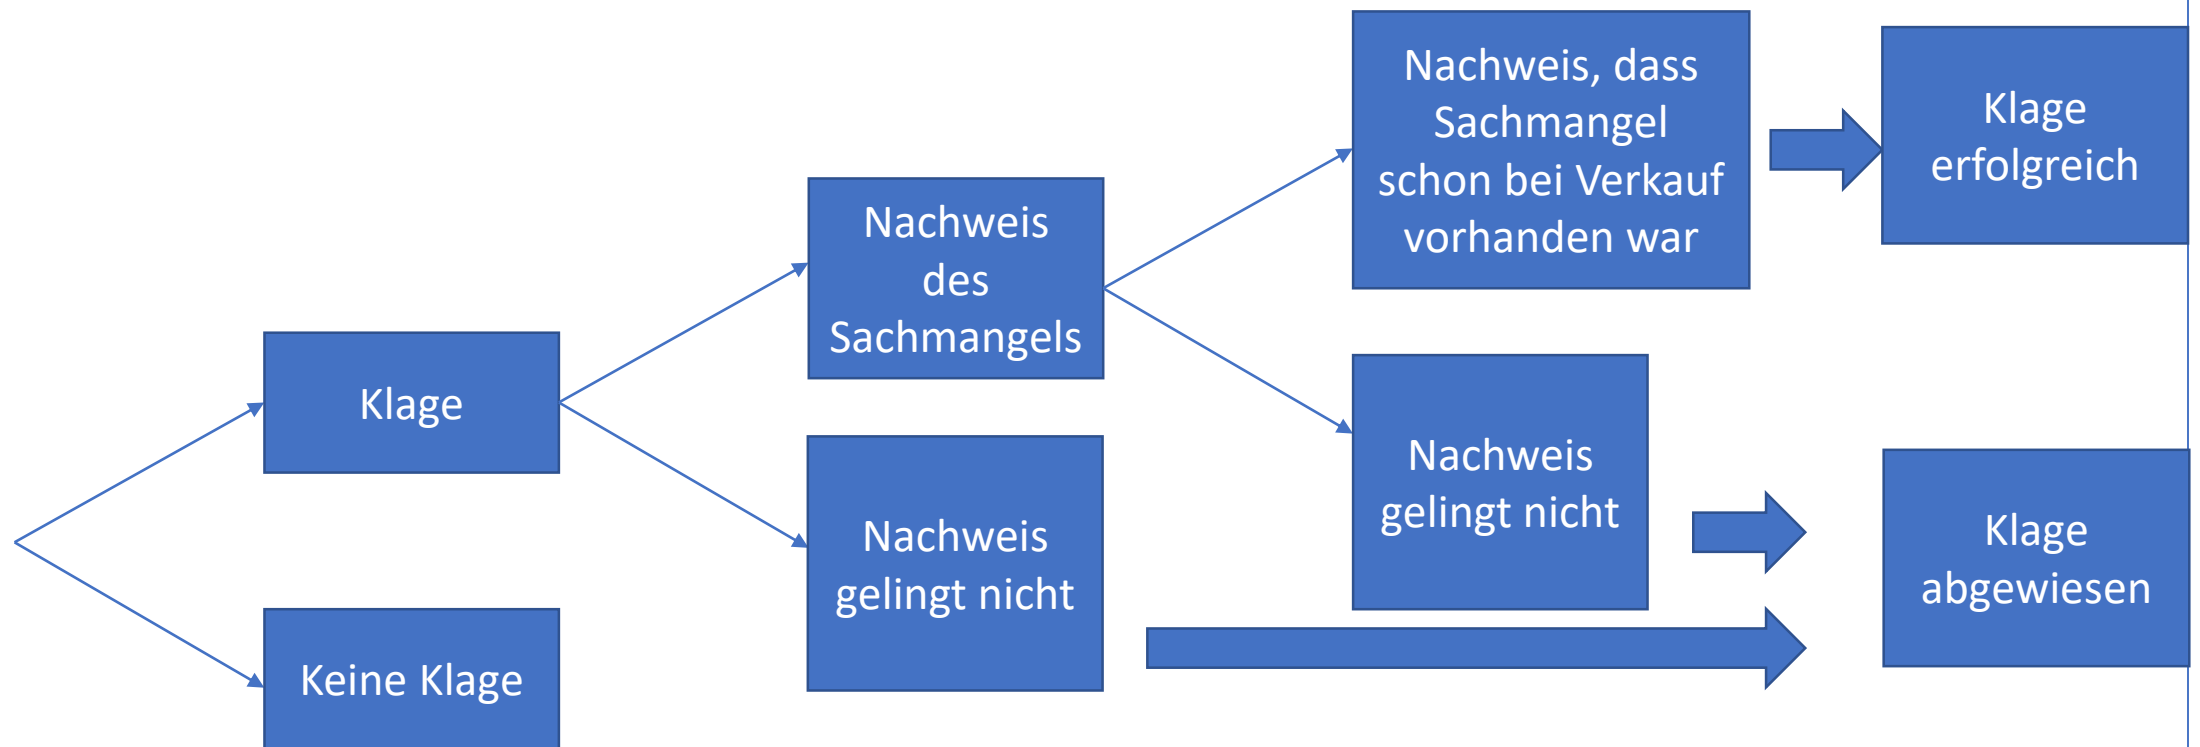 Nachweis, dass
Sachmangel
schon bei Verkauf
vorhanden war
Klage
erfolgreich
Nachweis
des
Sachmangels
Klage
Nachweis
gelingt nicht
Nachweis
gelingt nicht
Klage
abgewiesen
Keine Klage